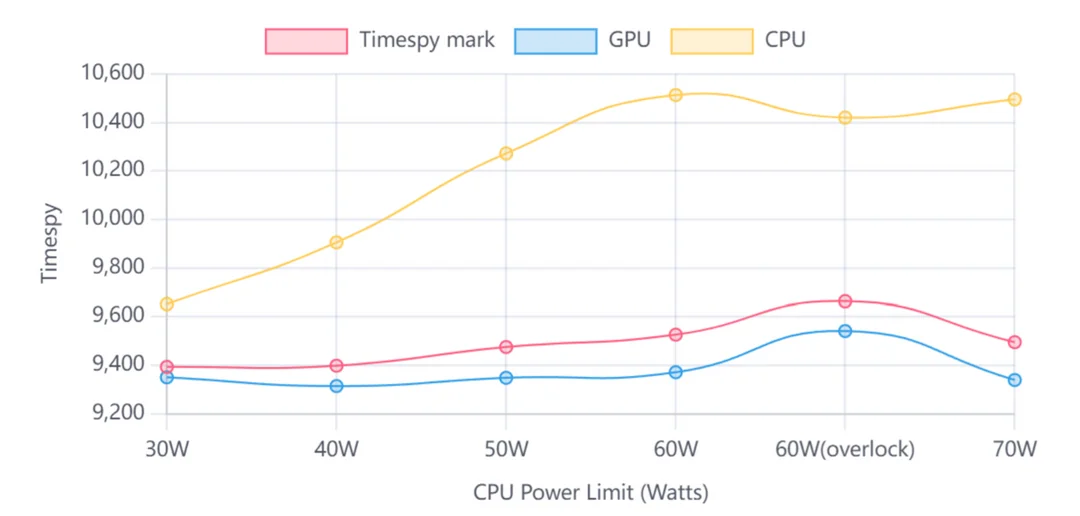 Timespy mark GPU CPU
10,600
10,400
10,200
10,000
9,800
9,600
9,400
9,200
Timespy
30W 40W 50W 60W 60W(overlock) 70W
CPU Power Limit (Watts)